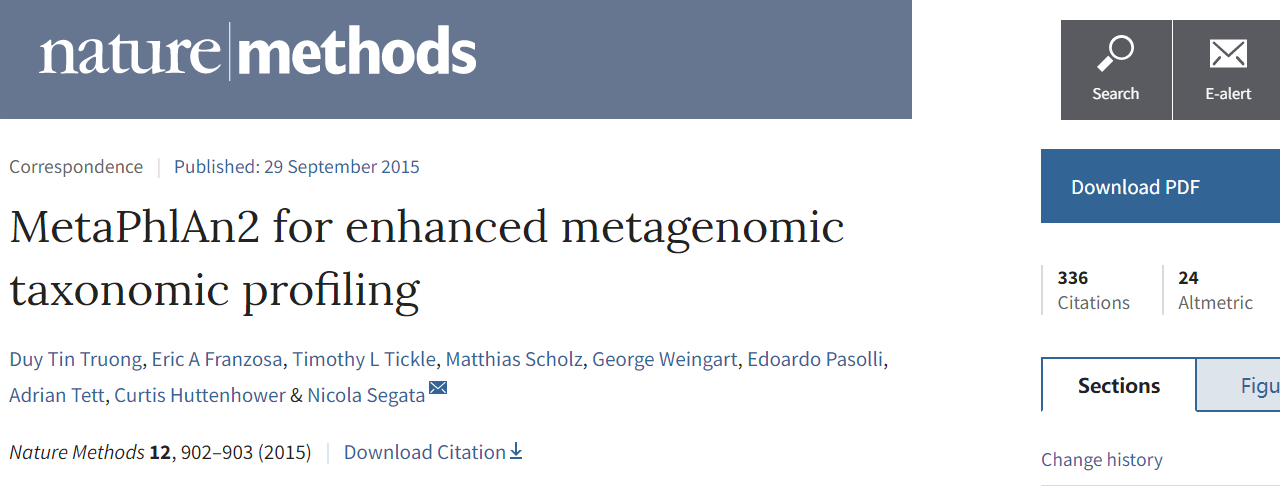 nature methods
Search
E-alert
Correspondence | Published: 29 September 2015
Download PDF
MetaPhlAn2 for enhanced metagenomic
taxonomic profiling
336
Citations
24
Altmetric
Duy Tin Truong, Eric A Franzosa, Timothy L Tickle, Matthias Scholz, George Weingart, Edoardo Pasolli,
Adrian Tett, Curtis Huttenhower & Nicola Segata
Sections
Figu
Nature Methods 12, 902–903 (2015) | Download Citation
Change history